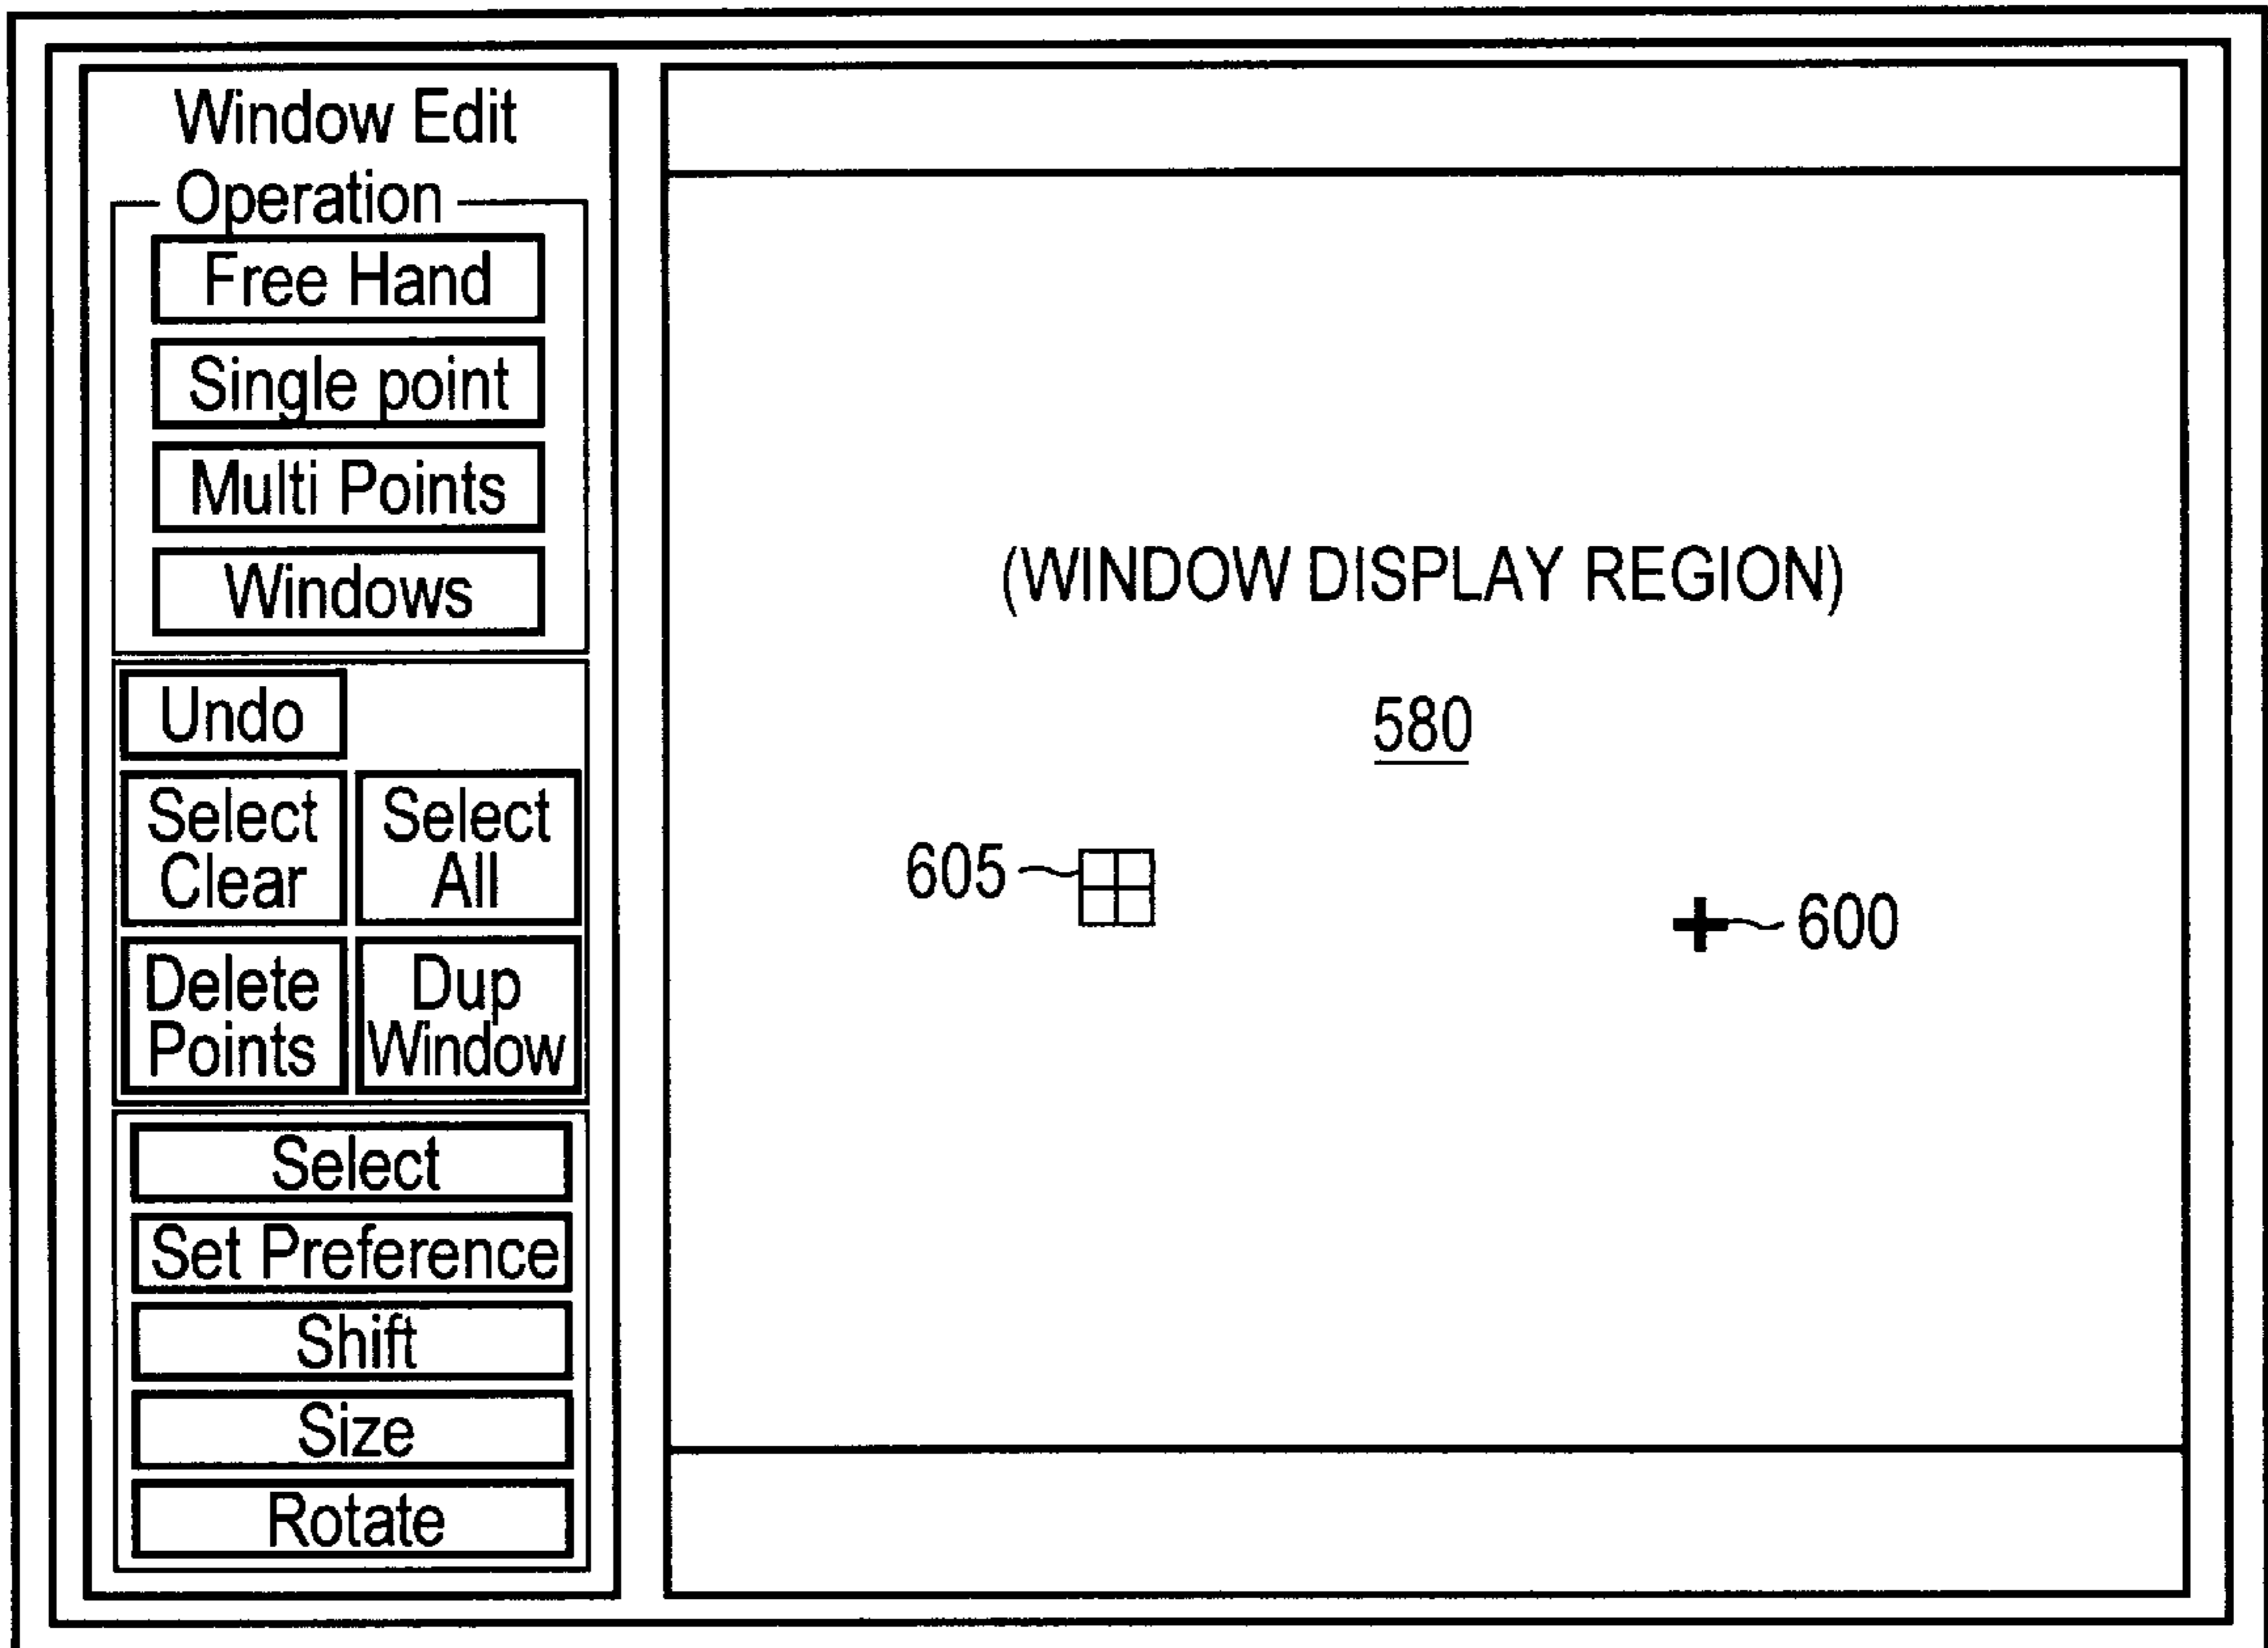 Window Edit
Operation
Free Hand
Single point
Multi Points
Windows
Undo
Select
Clear
Select
All
Delete
Points
Dup
Window
Select
Set Preference
Shift
Size
Rotate
(WINDOW DISPLAY REGION)
580
605
600